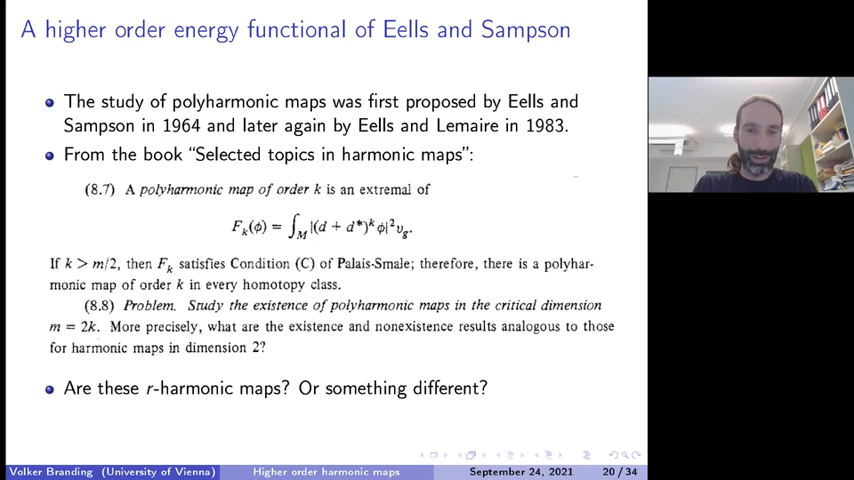 A higher order energy functional of Eells and Sampson
The study of polyharmonic maps was first proposed by Eells and
Sampson in 1964 and later again by Eells and Lemaire in 1983.
From the book “Selected topics in harmonic maps”:
(8.7) A polyharmonic map of order k is an extremal of
F_k(ϕ) = ∫_M |(d + d*)^k ϕ|² v_g.
If k > m/2, then F_k satisfies Condition (C) of Palais-Smale; therefore, there is a polyhar-
monic map of order k in every homotopy class.
(8.8) Problem. Study the existence of polyharmonic maps in the critical dimension
m = 2k. More precisely, what are the existence and nonexistence results analogous to those
for harmonic maps in dimension 2?
Are these r-harmonic maps? Or something different?
Volker Branding (University of Vienna) Higher order harmonic maps September 24, 2021 20 / 34